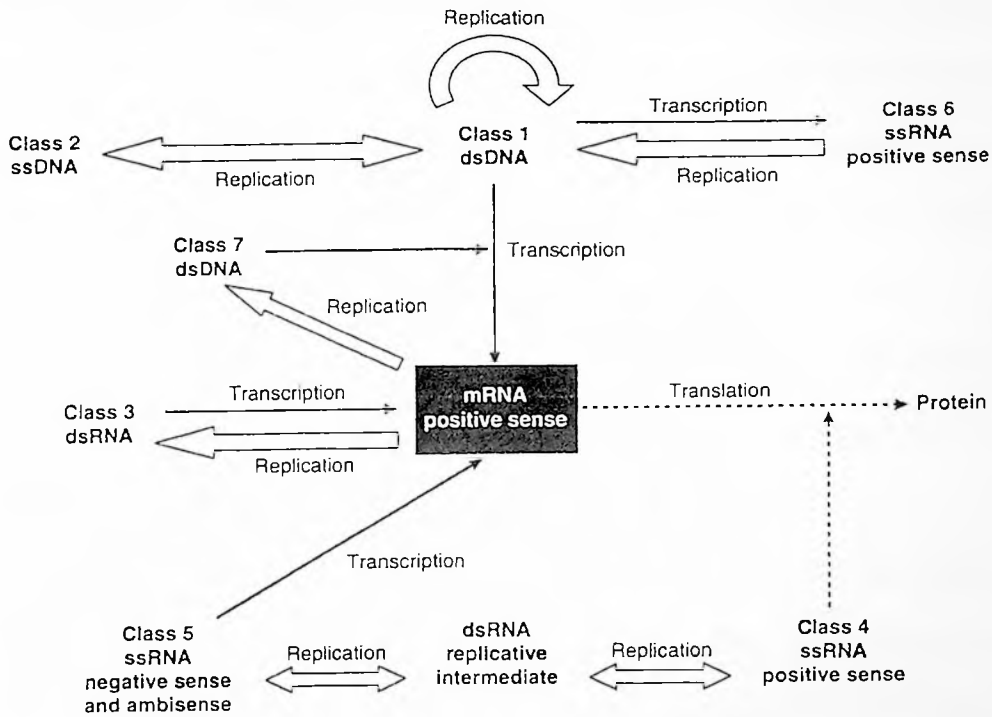 Replication
Class 2
ssDNA
Replication
Class 1
dsDNA
Transcription
Replication
Class 6
ssRNA
positive sense
Class 7
dsDNA
Transcription
Replication
Class 3
dsRNA
Transcription
Replication
mRNA
positive sense
Translation
Protein
Transcription
Class 5
ssRNA
negative sense
and ambisense
Replication
dsRNA
replicative
intermediate
Replication
Class 4
ssRNA
positive sense